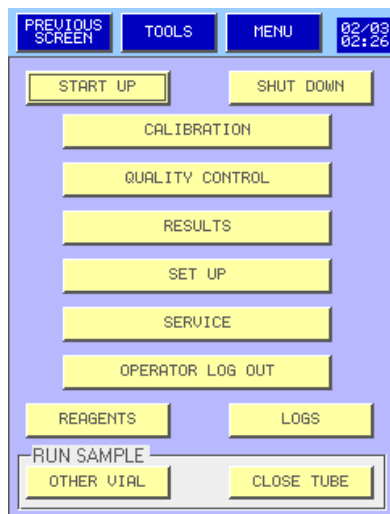 PREVIOUS
SCREEN
TOOLS
MENU
02/03
02:26
START UP
SHUT DOWN
CALIBRATION
QUALITY CONTROL
RESULTS
SET UP
SERVICE
OPERATOR LOG OUT
REAGENTS
LOGS
RUN SAMPLE
OTHER VIAL
CLOSE TUBE